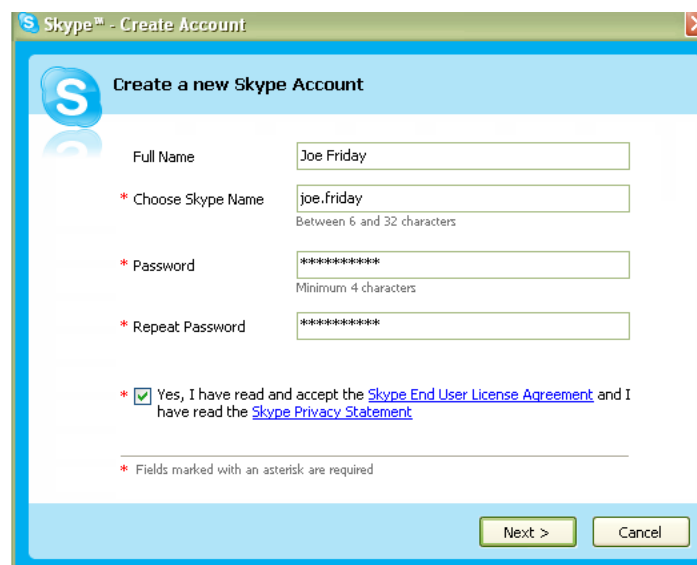 Skype™ - Create Account
Create a new Skype Account
Full Name
Joe Friday
* Choose Skype Name
joe.friday
Between 6 and 32 characters
* Password
**********
Minimum 4 characters
* Repeat Password
**********
* Yes, I have read and accept the Skype End User License Agreement and I
have read the Skype Privacy Statement
* Fields marked with an asterisk are required
Next >
Cancel